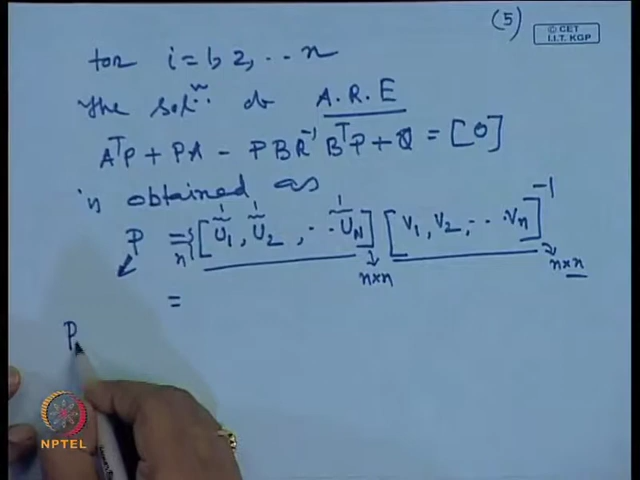 (5)
© CET
I.I.T. KGP
for i = 1, 2, .. n
The solⁿ of A.R.E
AᵀP + PA - PBR⁻¹BᵀP + Q = [0]
is obtained as
P = [U₁, U₂, .. Uₙ] [V₁, V₂, .. Vₙ]⁻¹
n×n n×n
=
P
NPTEL